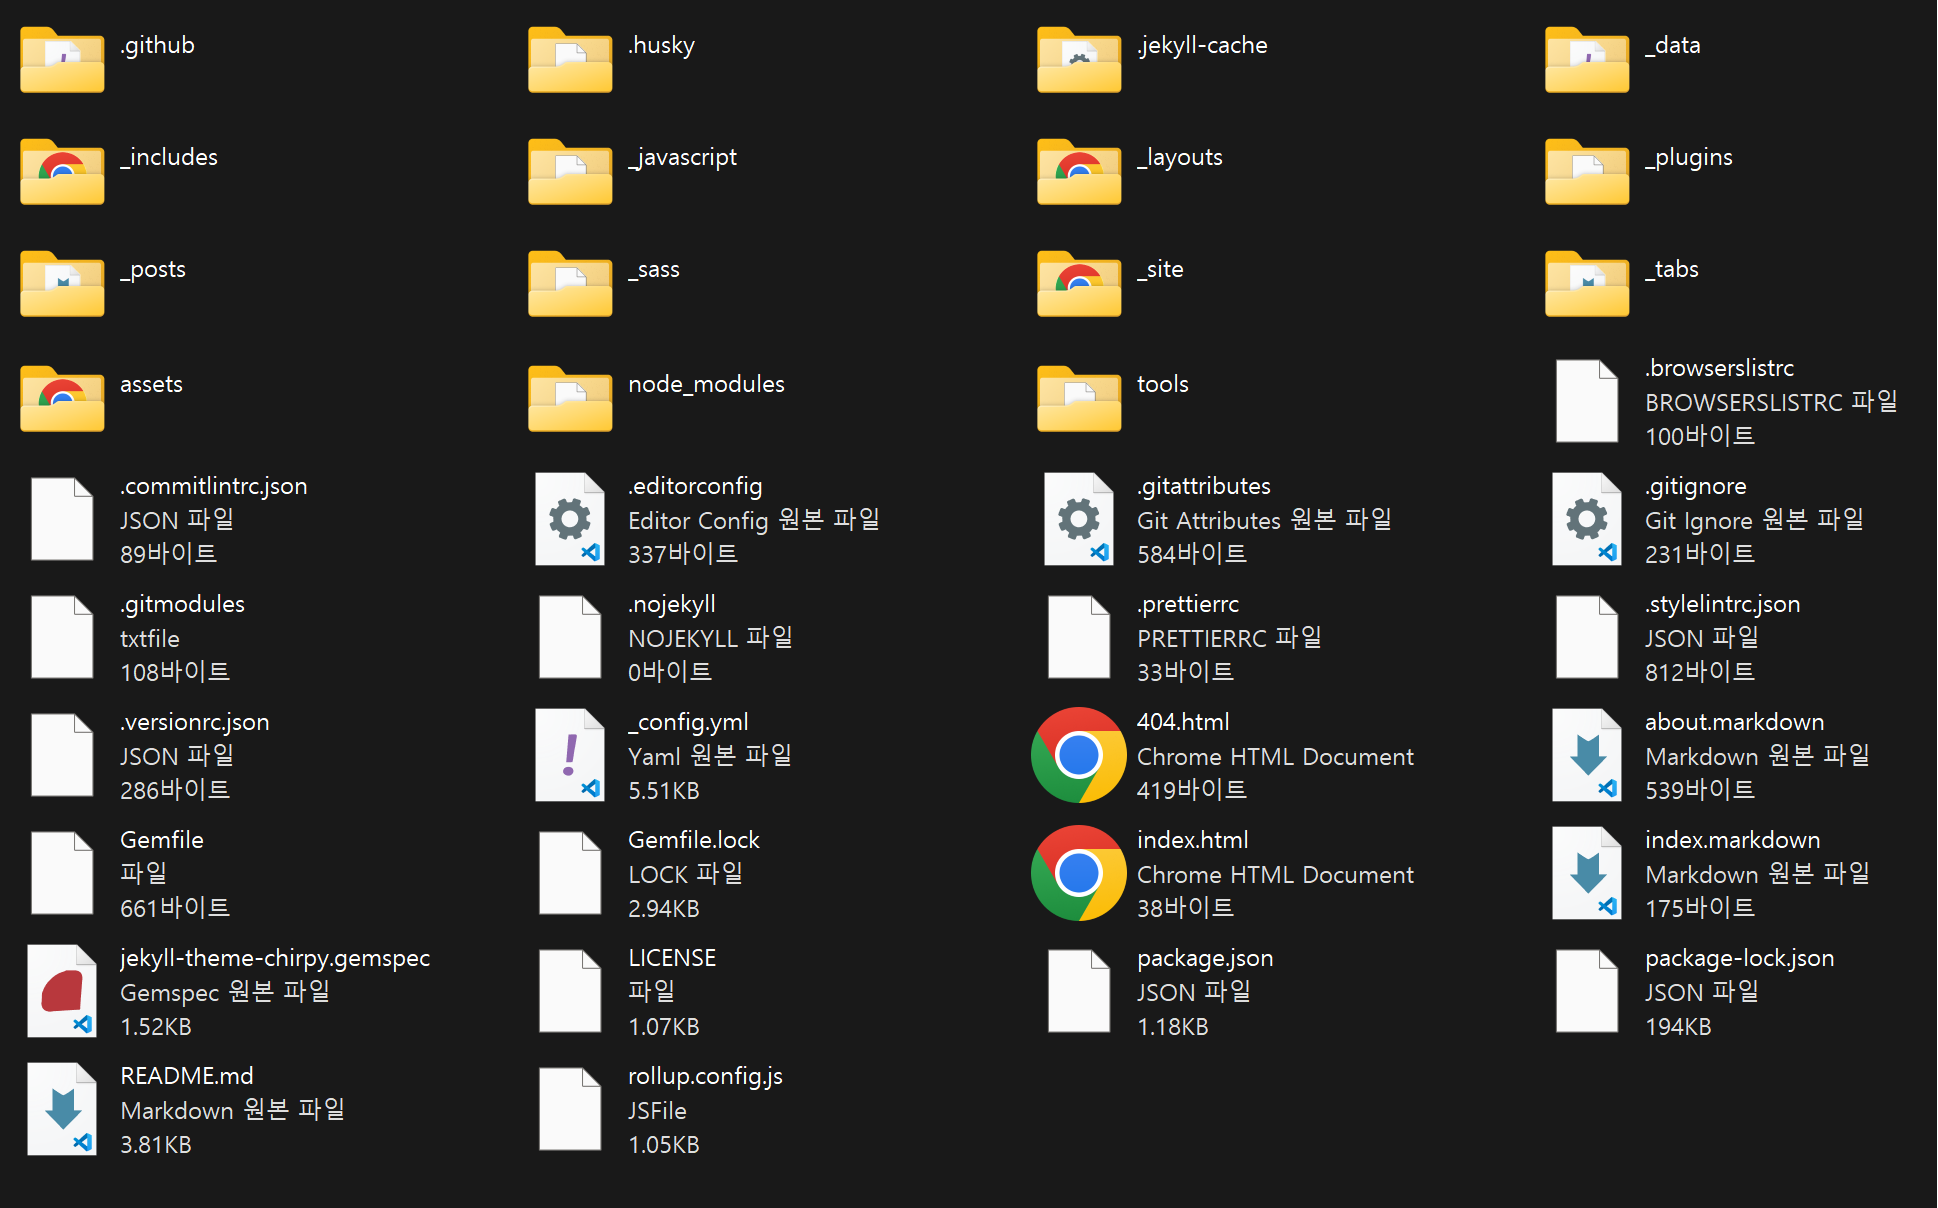 .github
.husky
.jekyll-cache
_data
_includes
_javascript
_layouts
_plugins
_posts
_sass
_site
_tabs
assets
node_modules
tools
.browserslistrc
BROWSERSLISTRC 파일
100바이트
.commitlintrc.json
JSON 파일
89바이트
.editorconfig
Editor Config 원본 파일
337바이트
.gitattributes
Git Attributes 원본 파일
584바이트
.gitignore
Git Ignore 원본 파일
231바이트
.gitmodules
txtfile
108바이트
.nojekyll
NOJEKYLL 파일
0바이트
.prettierrc
PRETTIERRC 파일
33바이트
.stylelintrc.json
JSON 파일
812바이트
.versionrc.json
JSON 파일
286바이트
_config.yml
Yaml 원본 파일
5.51KB
404.html
Chrome HTML Document
419바이트
about.markdown
Markdown 원본 파일
539바이트
Gemfile
파일
661바이트
Gemfile.lock
LOCK 파일
2.94KB
index.html
Chrome HTML Document
38바이트
index.markdown
Markdown 원본 파일
175바이트
jekyll-theme-chirpy.gemspec
Gemspec 원본 파일
1.52KB
LICENSE
파일
1.07KB
package.json
JSON 파일
1.18KB
package-lock.json
JSON 파일
194KB
README.md
Markdown 원본 파일
3.81KB
rollup.config.js
JSFile
1.05KB